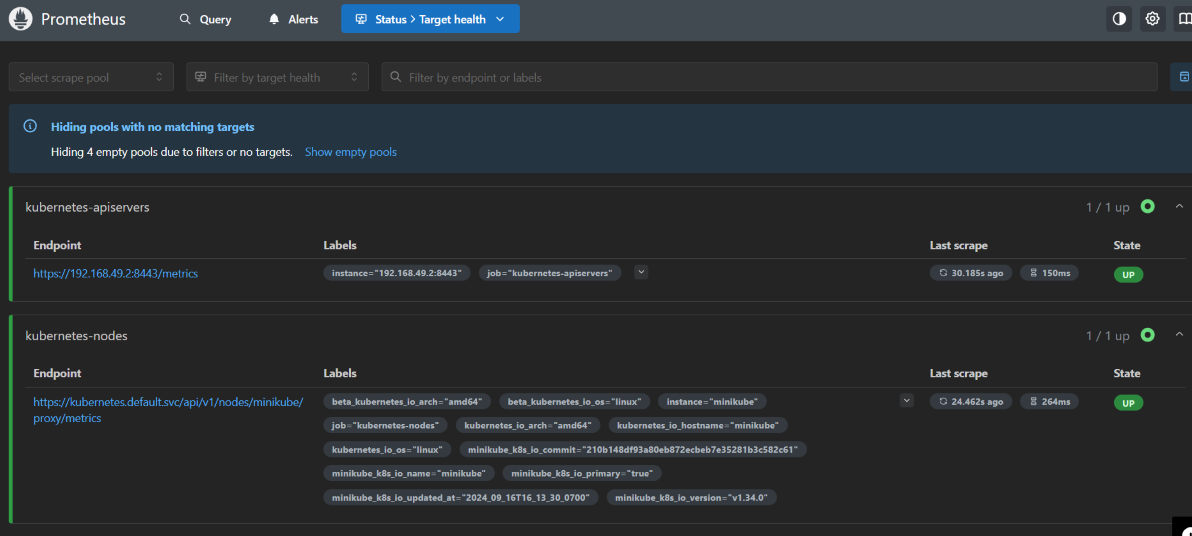 Prometheus Query Alerts Status > Target health
Select scrape pool Filter by target health Filter by endpoint or labels
Hiding pools with no matching targets
Hiding 4 empty pools due to filters or no targets. Show empty pools
kubernetes-apiservers 1 / 1 up
Endpoint Labels Last scrape State
https://192.168.49.2:8443/metrics instance="192.168.49.2:8443" job="kubernetes-apiservers" 30.185s ago 150ms UP
kubernetes-nodes 1 / 1 up
Endpoint Labels Last scrape State
https://kubernetes.default.svc/api/v1/nodes/minikube/ beta_kubernetes_io_arch="amd64" beta_kubernetes_io_os="linux" instance="minikube" 24.462s ago 264ms UP
proxy/metrics job="kubernetes-nodes" kubernetes_io_arch="amd64" kubernetes_io_hostname="minikube"
kubernetes_io_os="linux" minikube_k8s_io_commit="210b148df93a80eb872ecbeb7e35281b3c582c61"
minikube_k8s_io_name="minikube" minikube_k8s_io_primary="true"
minikube_k8s_io_updated_at="2024_09_16T16_13_30_0700" minikube_k8s_io_version="v1.34.0"